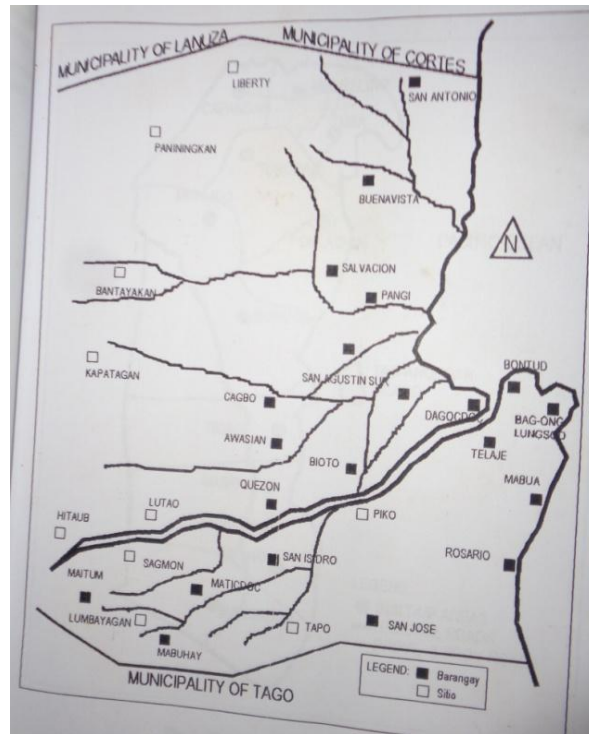 MUNICIPALITY OF LANUZA
MUNICIPALITY OF CORTES
LIBERTY
SAN ANTONIO
PANININGKAN
BUENAVISTA
N
SALVACION
BANTAYAKAN
PANGI
KAPATAGAN
SAN AGUSTIN SUR
BONTUD
CAGBO
DAGOCDOC
BAG-ONG
LUNGSOD
AWASIAN
TELAJE
BIOTO
QUEZON
MABUA
LUTAO
PIKO
HITAUB
SAGMON
SAN ISIDRO
ROSARIO
MAITUM
MATICDOC
LUMBAYAGAN
TAPO
SAN JOSE
MABUHAY
LEGEND:
Barangay
Sitio
MUNICIPALITY OF TAGO